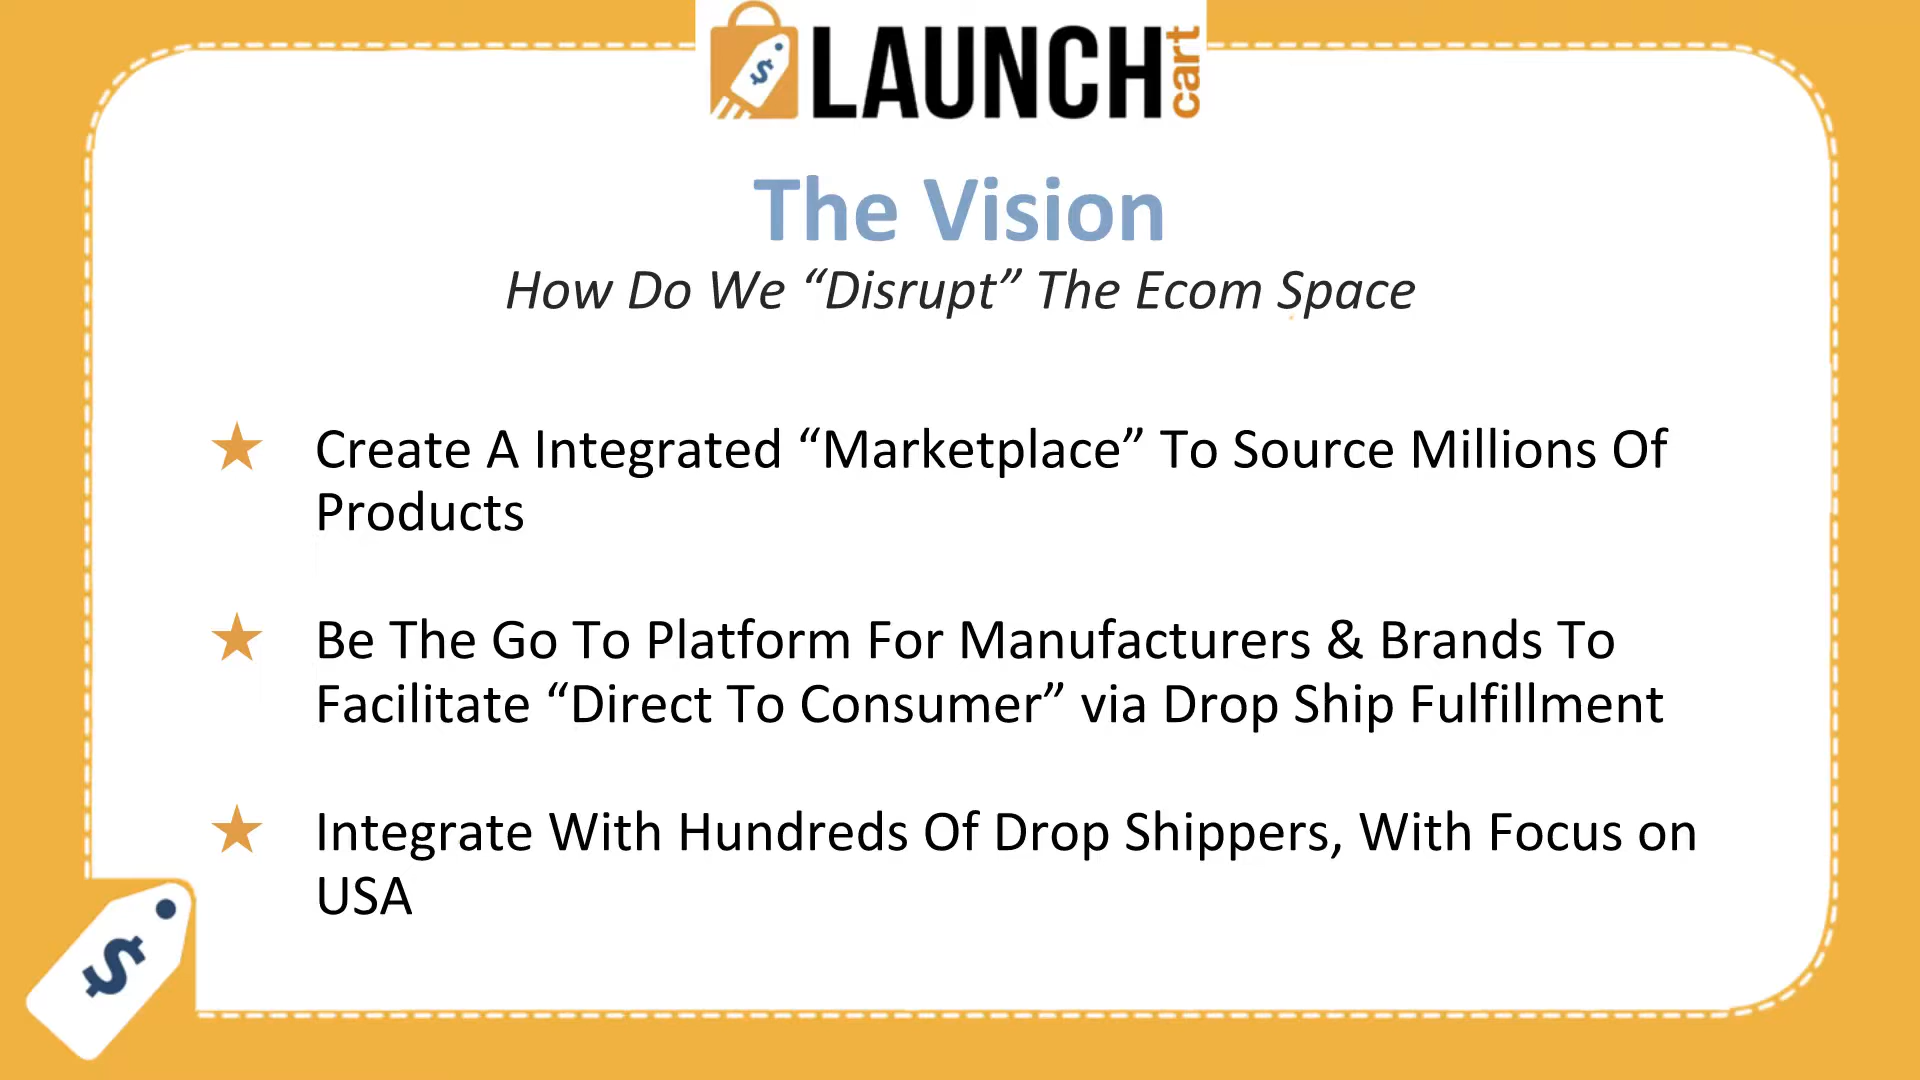 $ LAUNCH cart
The Vision
How Do We “Disrupt” The Ecom Space
★ Create A Integrated “Marketplace” To Source Millions Of
Products
★ Be The Go To Platform For Manufacturers & Brands To
Facilitate “Direct To Consumer” via Drop Ship Fulfillment
★ Integrate With Hundreds Of Drop Shippers, With Focus on
USA
$